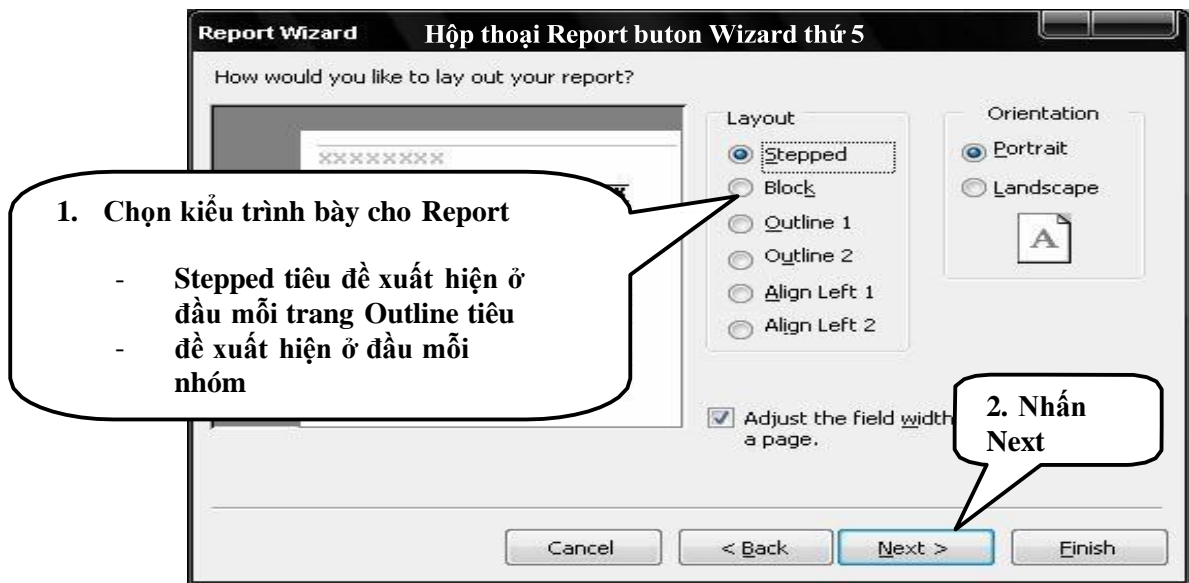 Report Wizard Hộp thoại Report buton Wizard thứ 5
How would you like to lay out your report?
xxxxxxxx
1. Chọn kiểu trình bày cho Report
- Stepped tiêu đề xuất hiện ở
đầu mỗi trang Outline tiêu
- đề xuất hiện ở đầu mỗi
nhóm
Layout
Stepped
Block
Outline 1
Outline 2
Align Left 1
Align Left 2
Orientation
Portrait
Landscape
A
Adjust the field width
a page.
2. Nhấn
Next
Cancel
< Back
Next >
Finish